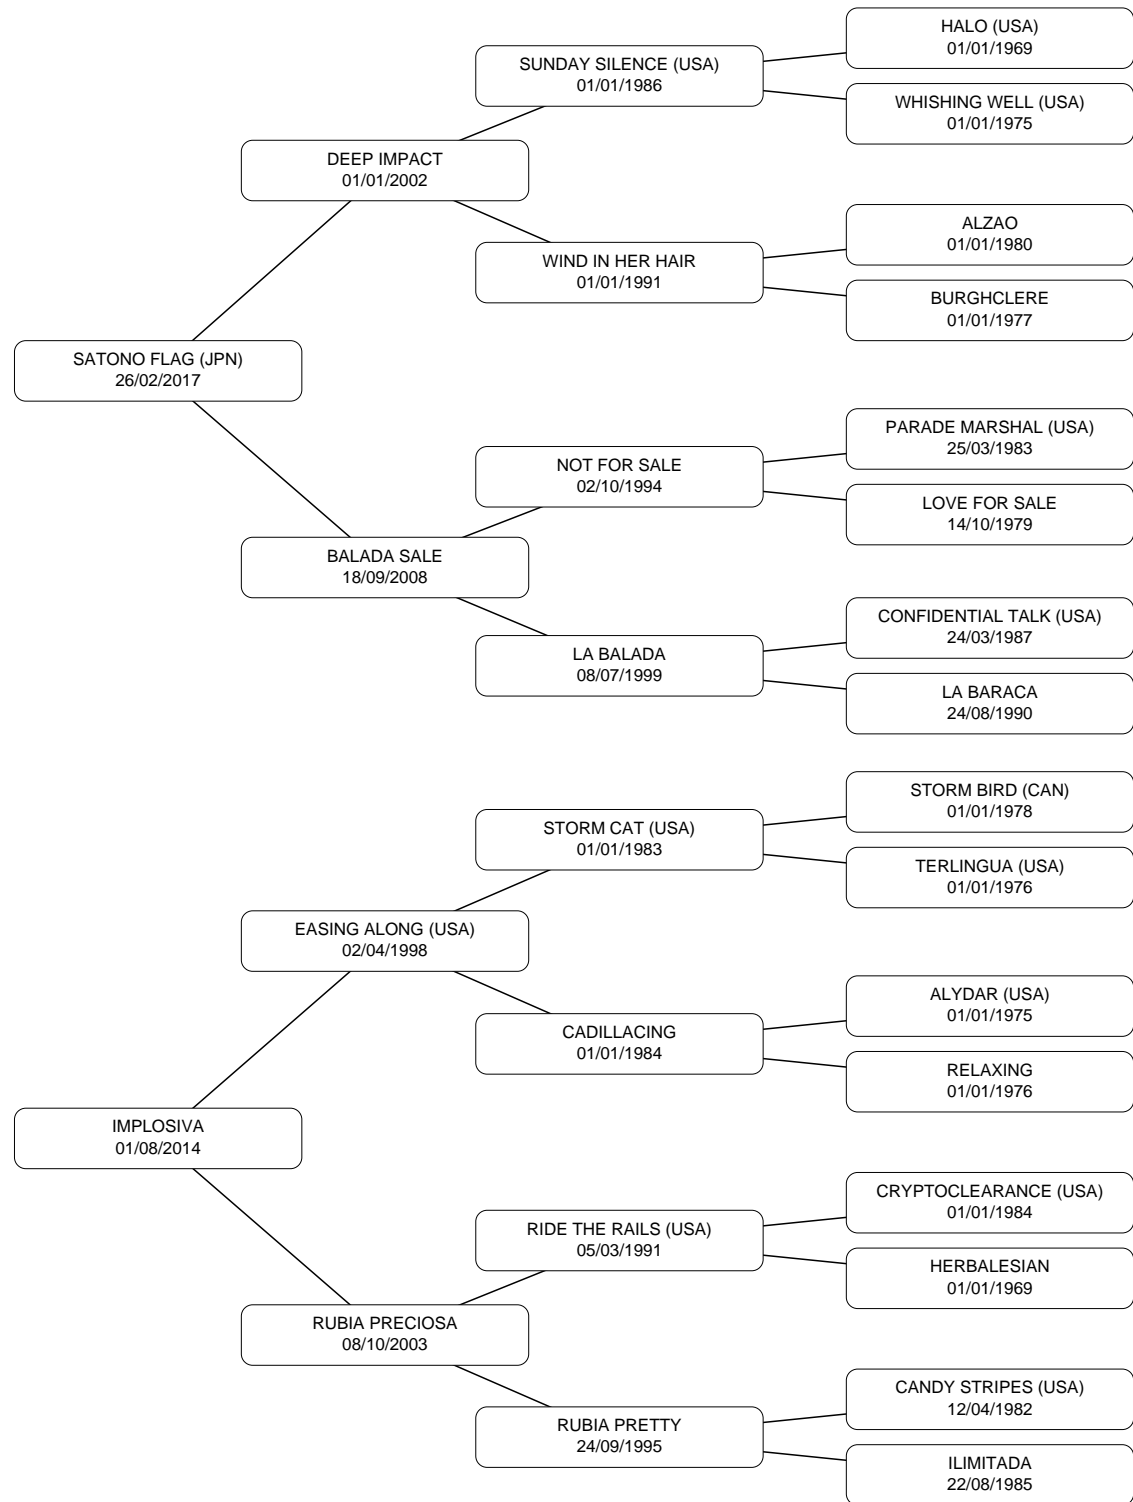 HALO (USA)
01/01/1969
SUNDAY SILENCE (USA)
01/01/1986
WHISHING WELL (USA)
01/01/1975
DEEP IMPACT
01/01/2002
ALZAO
01/01/1980
WIND IN HER HAIR
01/01/1991
BURGHCLERE
01/01/1977
SATONO FLAG (JPN)
26/02/2017
PARADE MARSHAL (USA)
25/03/1983
NOT FOR SALE
02/10/1994
LOVE FOR SALE
14/10/1979
BALADA SALE
18/09/2008
CONFIDENTIAL TALK (USA)
24/03/1987
LA BALADA
08/07/1999
LA BARACA
24/08/1990
STORM BIRD (CAN)
01/01/1978
STORM CAT (USA)
01/01/1983
TERLINGUA (USA)
01/01/1976
EASING ALONG (USA)
02/04/1998
ALYDAR (USA)
01/01/1975
CADILLACING
01/01/1984
RELAXING
01/01/1976
IMPLOSIVA
01/08/2014
CRYPTOCLEARANCE (USA)
01/01/1984
RIDE THE RAILS (USA)
05/03/1991
HERBALESIAN
01/01/1969
RUBIA PRECIOSA
08/10/2003
CANDY STRIPES (USA)
12/04/1982
RUBIA PRETTY
24/09/1995
ILIMITADA
22/08/1985